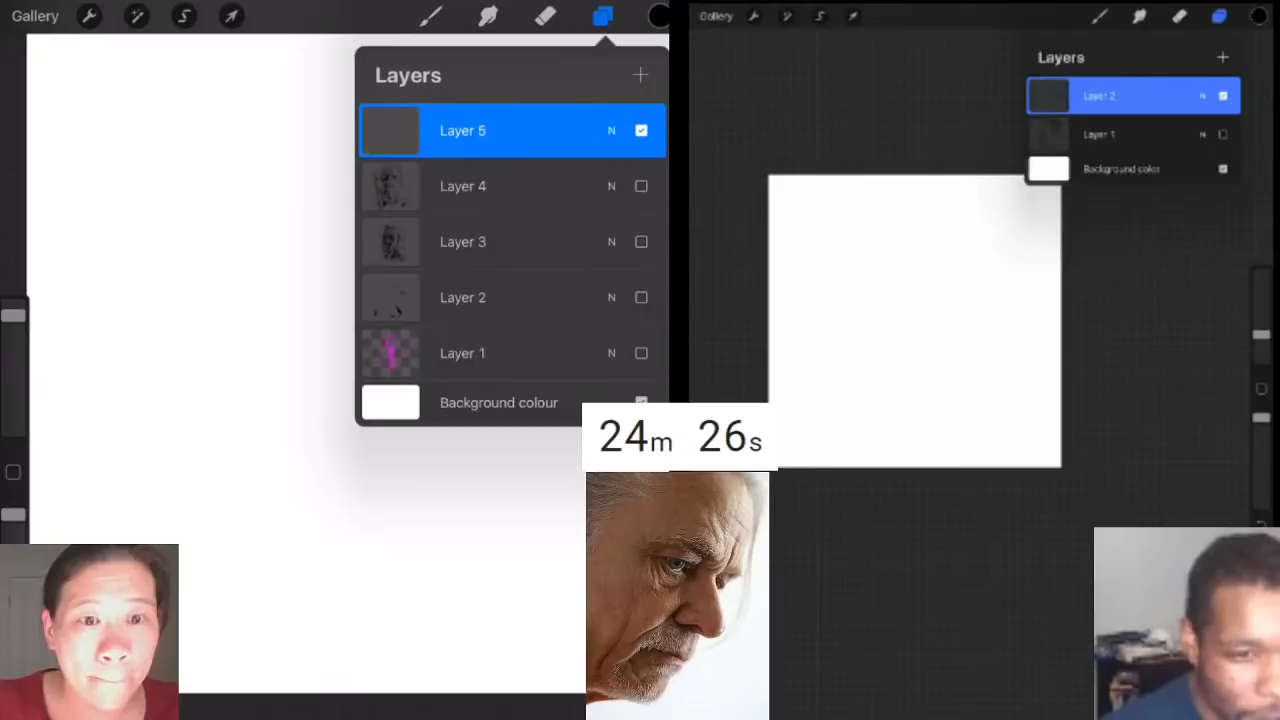 Gallery
Layers
Layer 5 N
Layer 4 N
Layer 3 N
Layer 2 N
Layer 1 N
Background colour
24m 26s
Gallery
Layers
Layer 2 N
Layer 1 N
Background color